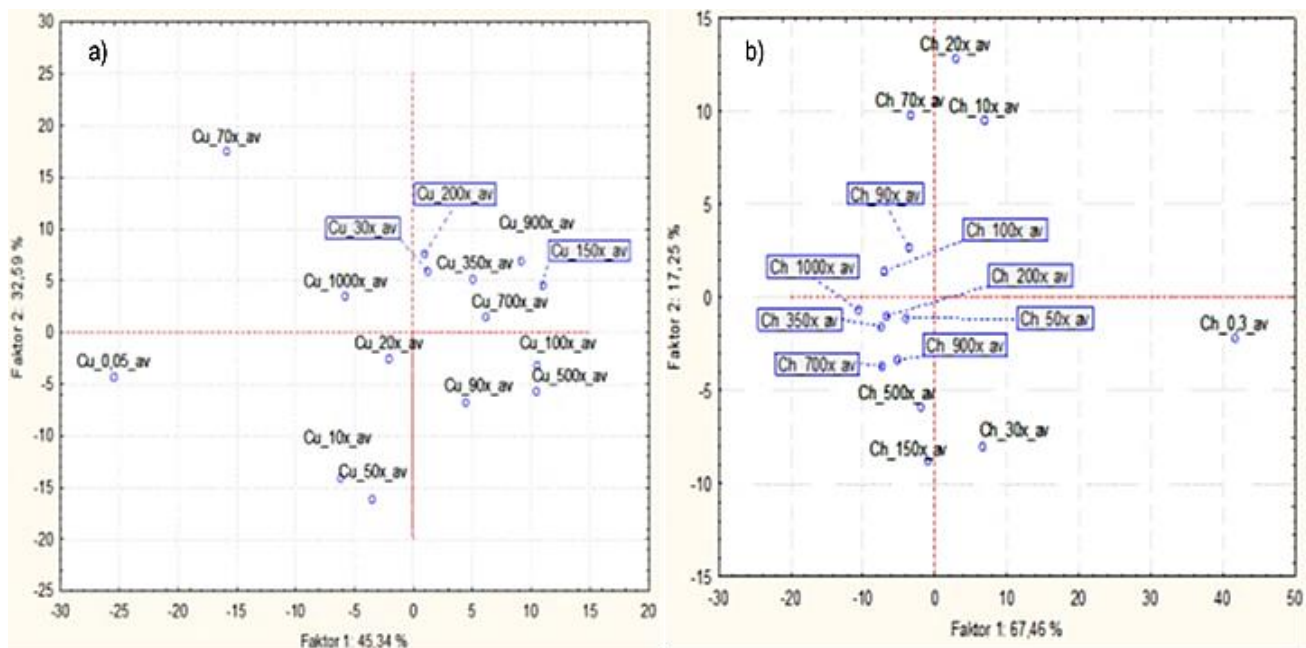 a)
30
25
20
15
10
5
0
-5
-10
-15
-20
-25
-30
-25
-20
-15
-10
-5
0
5
10
15
20
Faktor 2: 32,59 %
Faktor 1: 45,34 %
Cu_70x_av
Cu_200x_av
Cu_30x_av
Cu_900x_av
Cu_150x_av
Cu_350x_av
Cu_1000x_av
Cu_700x_av
Cu_20x_av
Cu_100x_av
Cu_0,05_av
Cu_500x_av
Cu_90x_av
Cu_10x_av
Cu_50x_av
b)
15
10
5
0
-5
-10
-15
-30
-20
-10
0
10
20
30
40
50
Faktor 2: 17,25 %
Faktor 1: 67,46 %
Ch_20x_av
Ch_70x_av
Ch_10x_av
Ch_90x_av
Ch_100x_av
Ch_1000x_av
Ch_200x_av
Ch_350x_av
Ch_50x_av
Ch_0,3_av
Ch_900x_av
Ch_700x_av
Ch_500x_av
Ch_30x_av
Ch_150x_av